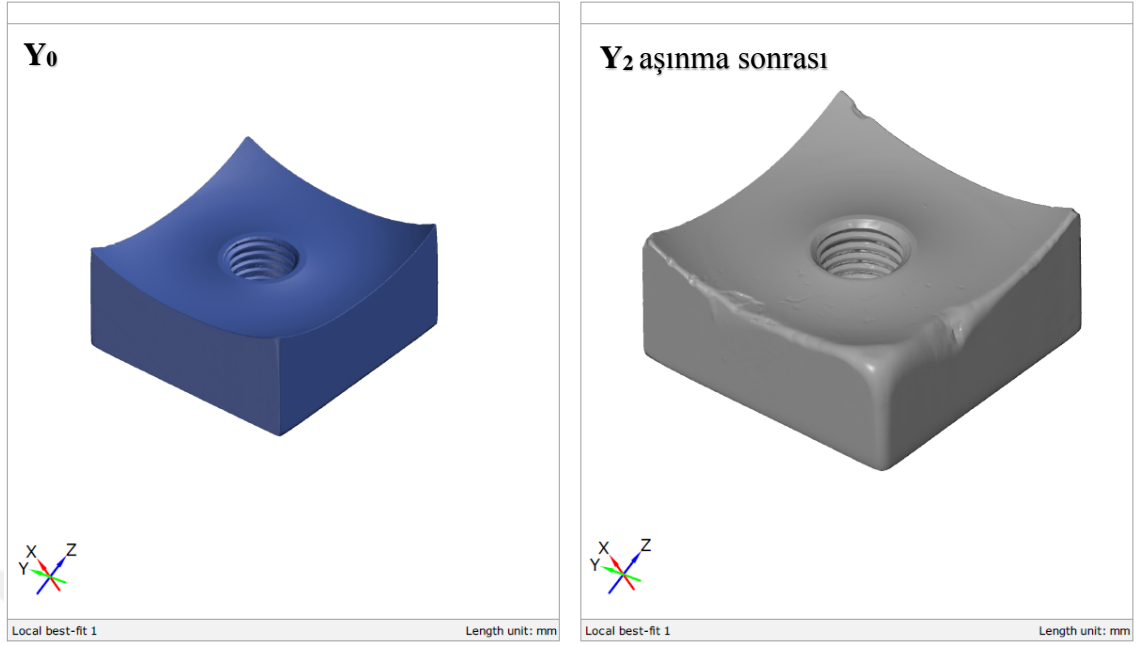 Y0
X Z
Y
Local best-fit 1 Length unit: mm
Y2 aşınma sonrası
X Z
Y
Local best-fit 1 Length unit: mm